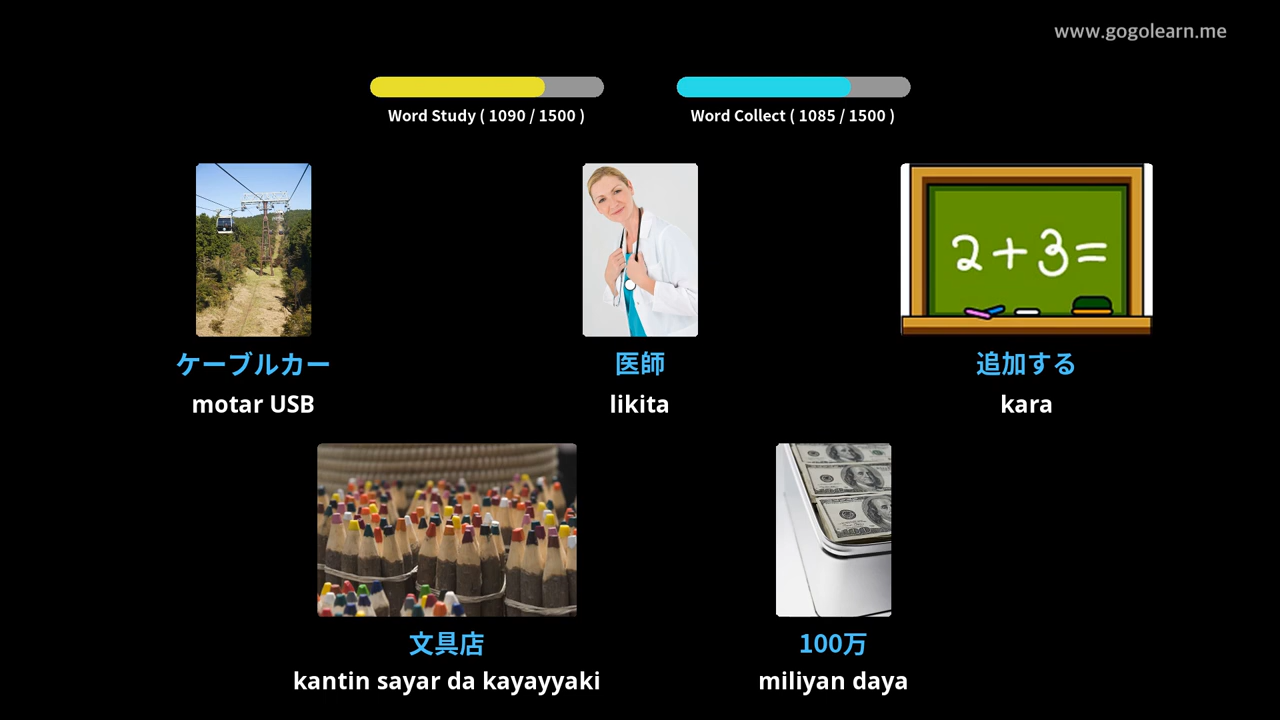 www.gogolearn.me
Word Study ( 1090 / 1500 )
Word Collect ( 1085 / 1500 )
2+3=
ケーブルカー
医師
追加する
motar USB
likita
kara
文具店
100万
kantin sayar da kayayyaki
miliyan daya